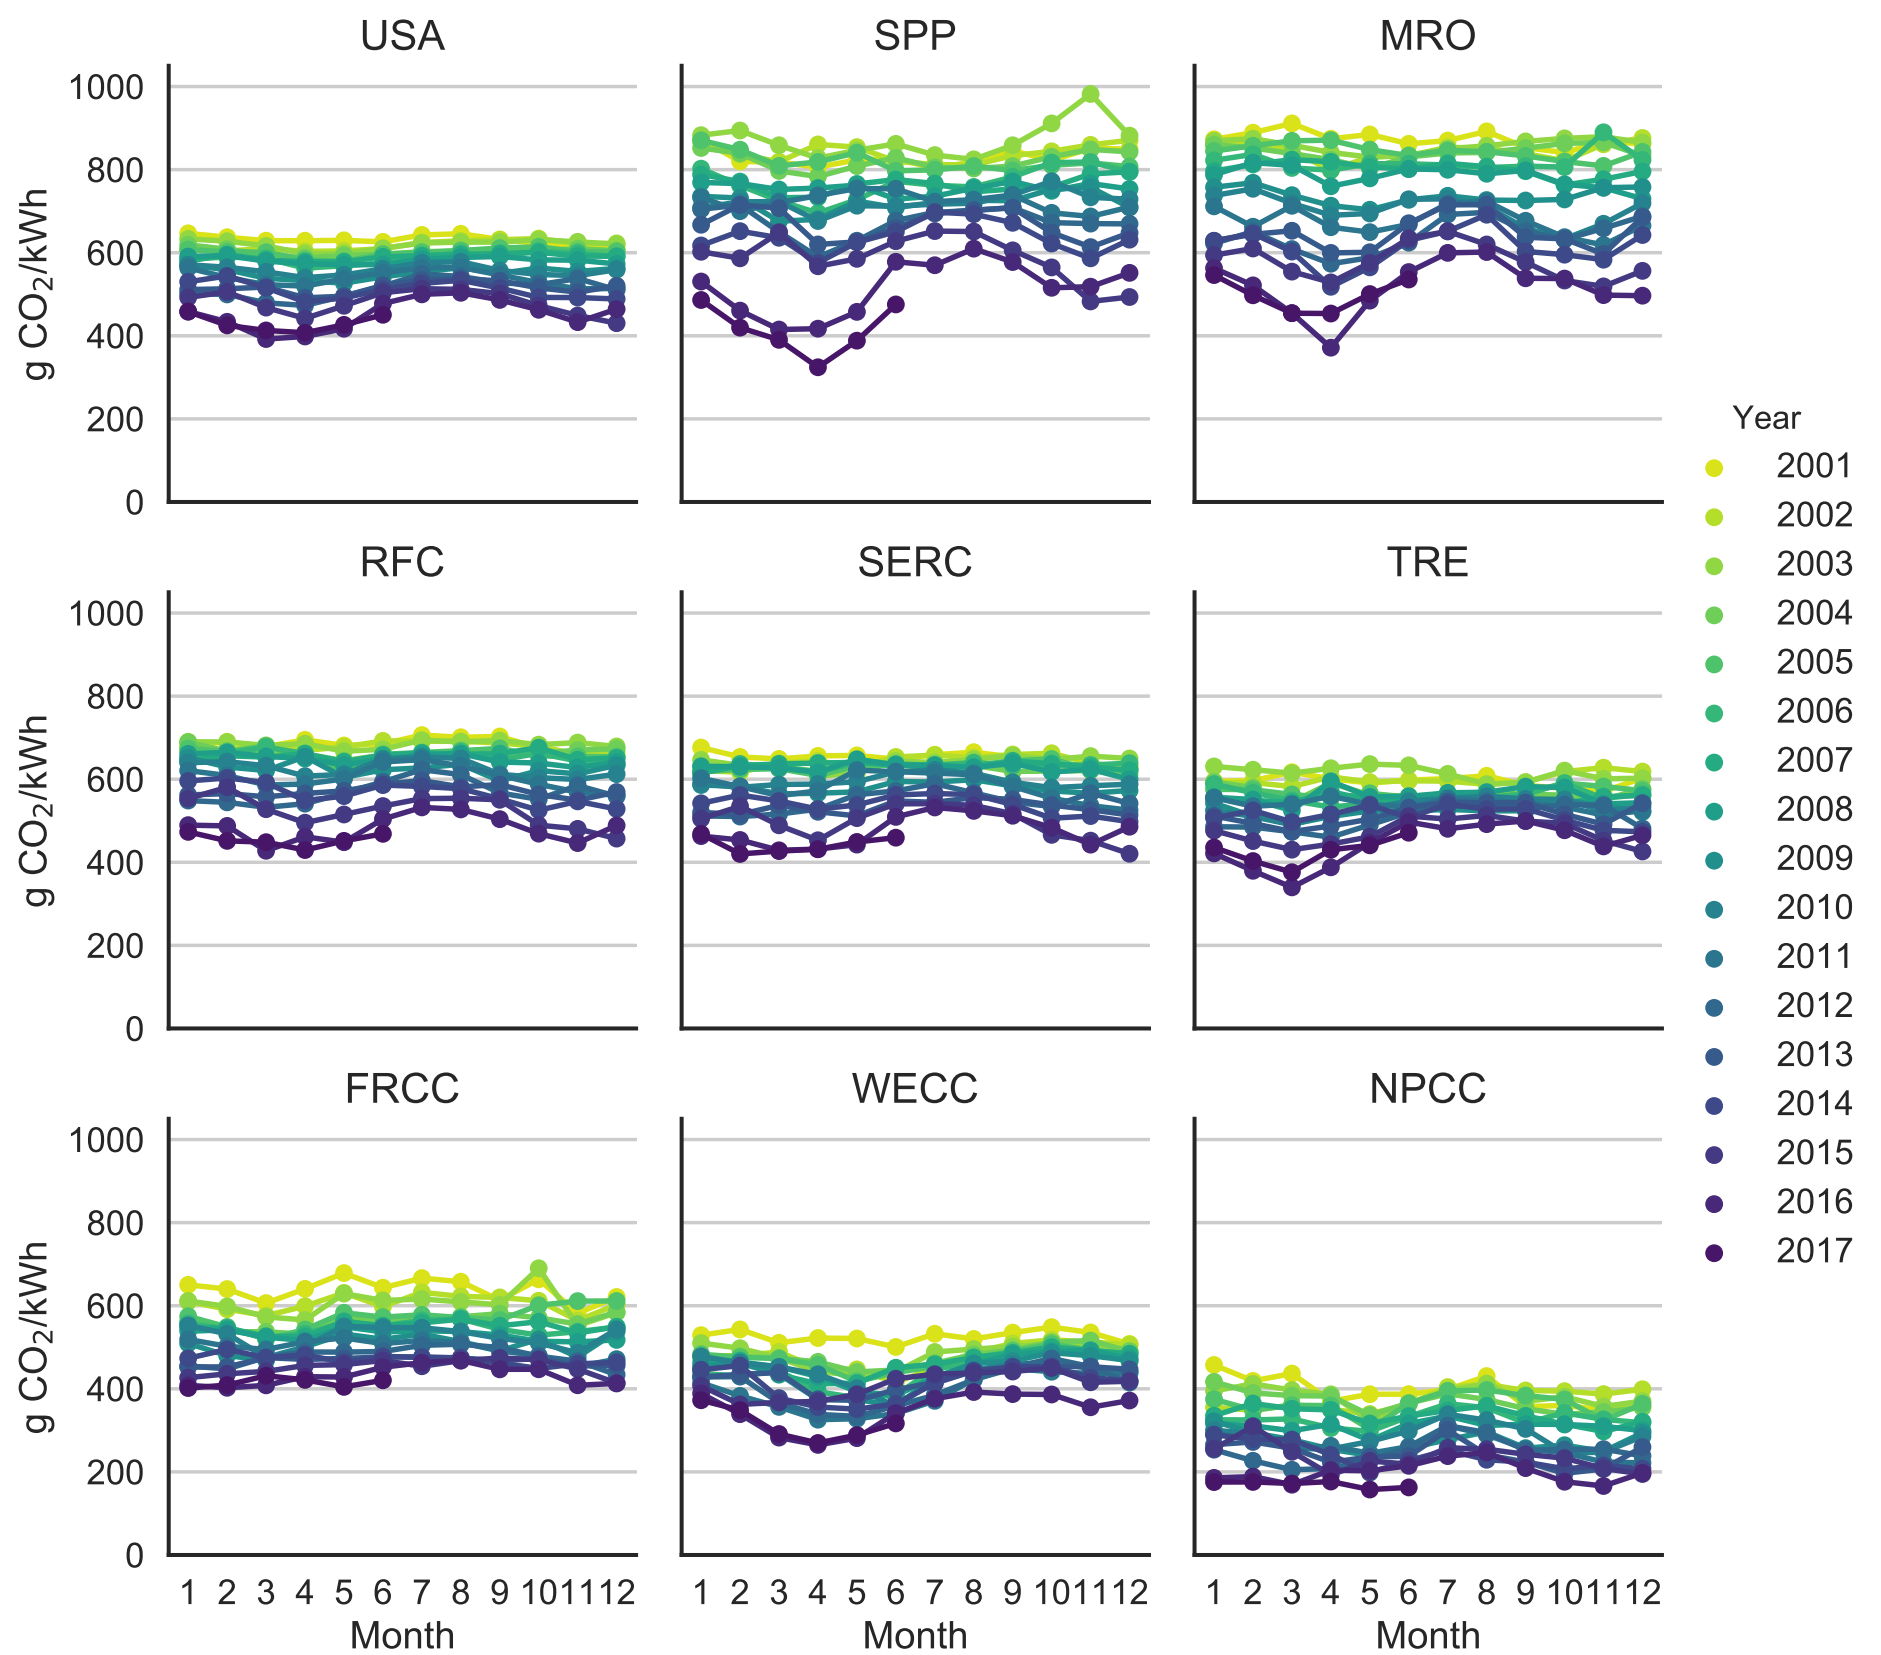 USA SPP MRO
1000
800
600
400
200
0
g CO₂/kWh
RFC SERC TRE
1000
800
600
400
200
0
g CO₂/kWh
FRCC WECC NPCC
1000
800
600
400
200
0
g CO₂/kWh
1 2 3 4 5 6 7 8 9 10 11 12
Month
1 2 3 4 5 6 7 8 9 10 11 12
Month
1 2 3 4 5 6 7 8 9 10 11 12
Month
Year
2001
2002
2003
2004
2005
2006
2007
2008
2009
2010
2011
2012
2013
2014
2015
2016
2017